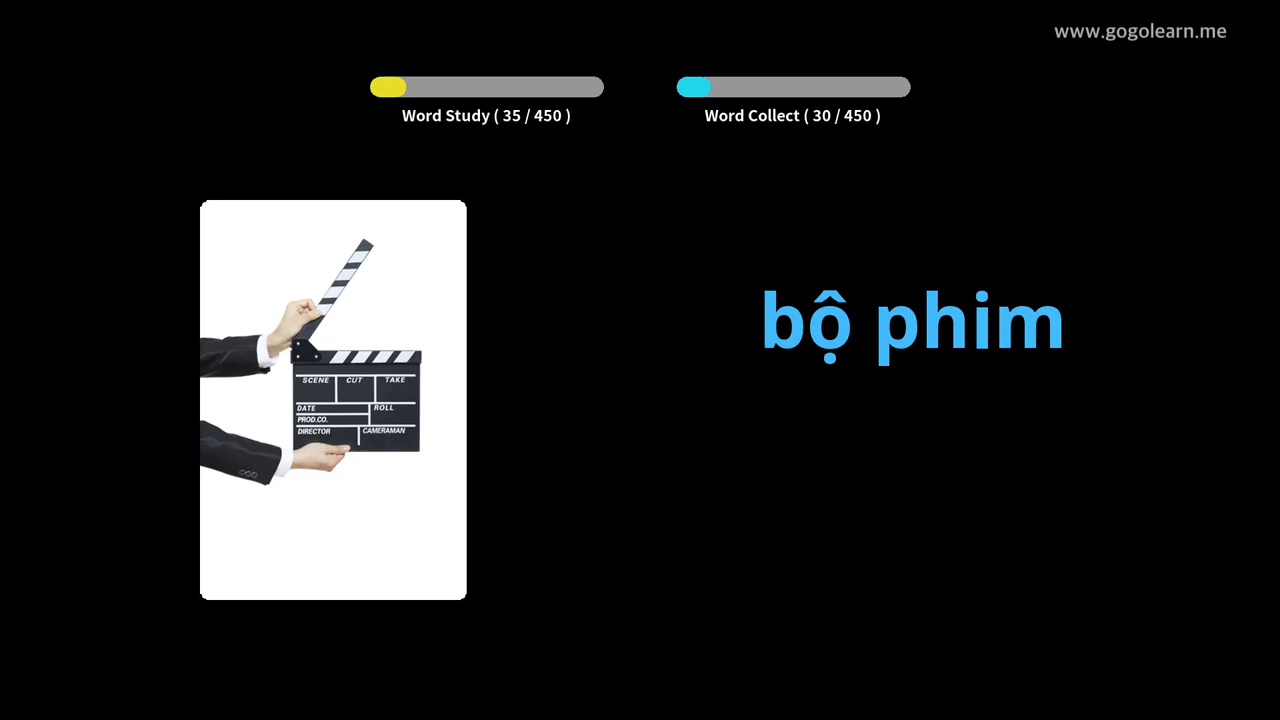 www.gogolearn.me
Word Study ( 35 / 450 )
Word Collect ( 30 / 450 )
bộ phim
SCENE CUT TAKE
DATE ROLL
PROD.CO.
DIRECTOR CAMERAMAN